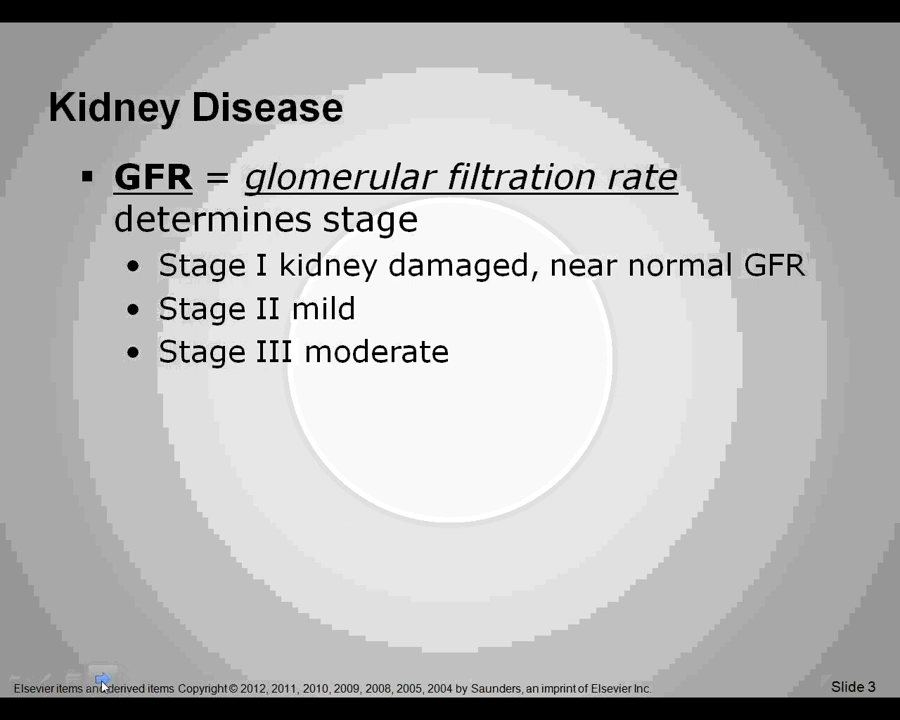 Kidney Disease
▪ GFR = glomerular filtration rate
determines stage
• Stage I kidney damaged, near normal GFR
• Stage II mild
• Stage III moderate
Elsevier items and derived items Copyright © 2012, 2011, 2010, 2009, 2008, 2005, 2004 by Saunders, an imprint of Elsevier Inc.
Slide 3